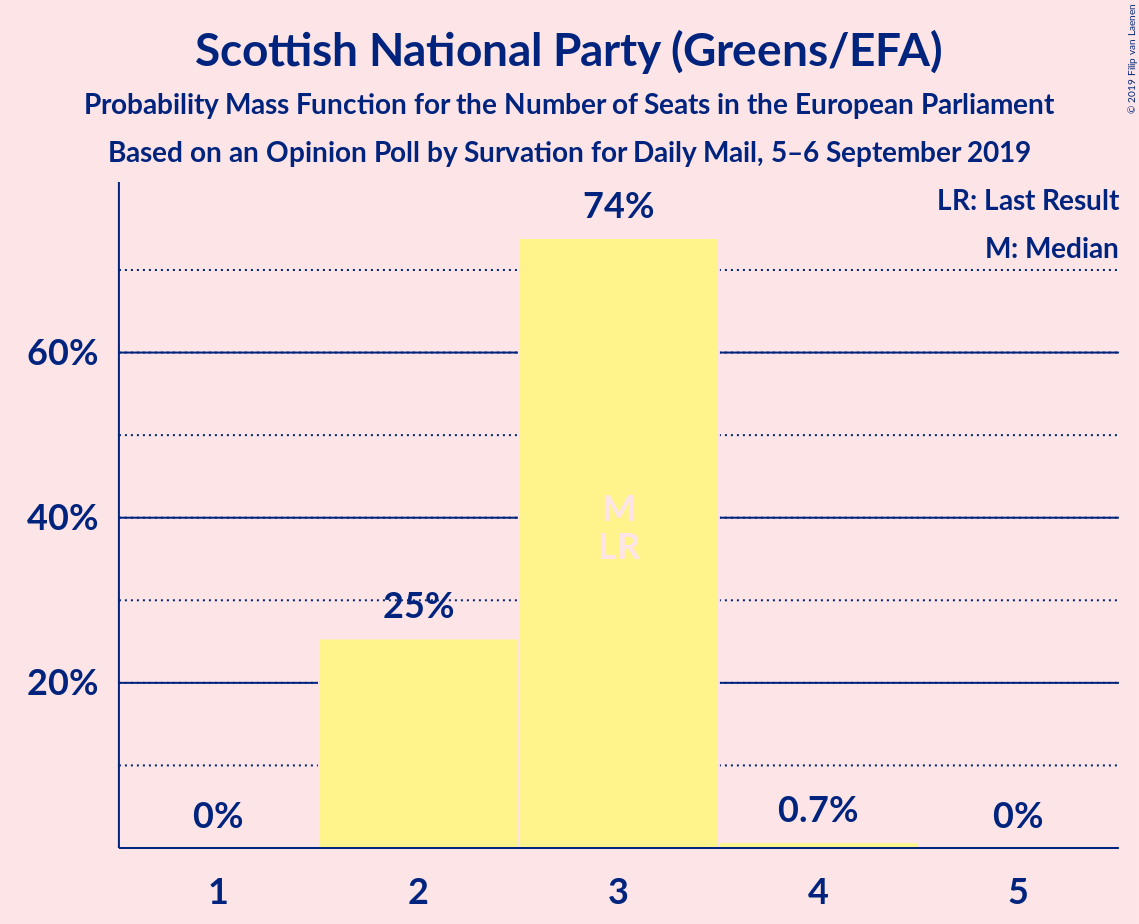 Scottish National Party (Greens/EFA)
Probability Mass Function for the Number of Seats in the European Parliament
Based on an Opinion Poll by Survation for Daily Mail, 5–6 September 2019
© 2019 Filip van Laenen
LR: Last Result
M: Median
74%
60%
M
40%
LR
25%
20%
0%
0.7%
0%
1
2
3
4
5